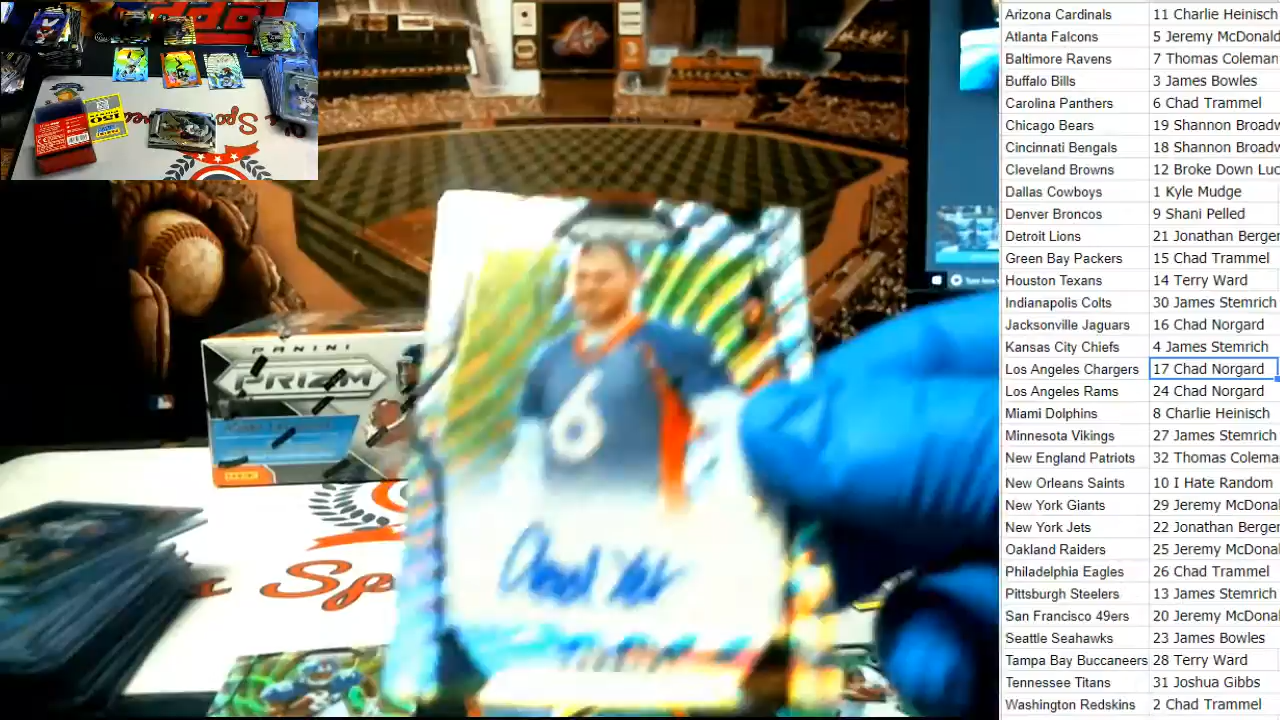 Arizona Cardinals 11 Charlie Heinisch
Atlanta Falcons 5 Jeremy McDonal
Baltimore Ravens 7 Thomas Coleman
Buffalo Bills 3 James Bowles
Carolina Panthers 6 Chad Trammel
Chicago Bears 19 Shannon Broadw
Cincinnati Bengals 18 Shannon Broadw
Cleveland Browns 12 Broke Down Luc
Dallas Cowboys 1 Kyle Mudge
Denver Broncos 9 Shani Pelled
Detroit Lions 21 Jonathan Berger
Green Bay Packers 15 Chad Trammel
Houston Texans 14 Terry Ward
Indianapolis Colts 30 James Stemrich
Jacksonville Jaguars 16 Chad Norgard
Kansas City Chiefs 4 James Stemrich
Los Angeles Chargers 17 Chad Norgard
Los Angeles Rams 24 Chad Norgard
Miami Dolphins 8 Charlie Heinisch
Minnesota Vikings 27 James Stemrich
New England Patriots 32 Thomas Colema
New Orleans Saints 10 I Hate Random
New York Giants 29 Jeremy McDonal
New York Jets 22 Jonathan Berger
Oakland Raiders 25 Jeremy McDonal
Philadelphia Eagles 26 Chad Trammel
Pittsburgh Steelers 13 James Stemrich
San Francisco 49ers 20 Jeremy McDonal
Seattle Seahawks 23 James Bowles
Tampa Bay Buccaneers 28 Terry Ward
Tennessee Titans 31 Joshua Gibbs
Washington Redskins 2 Chad Trammel
PANINI
PRIZM
6
Sp